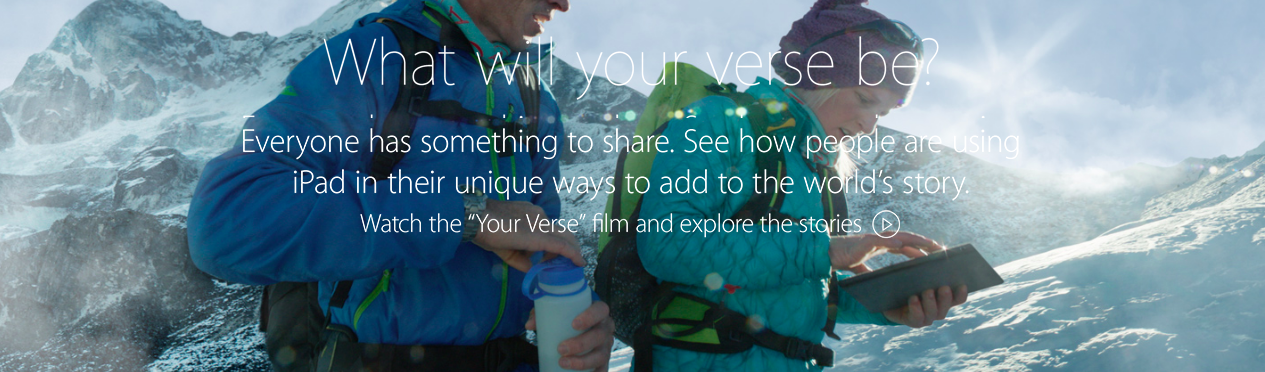 What will your verse be?
Everyone has something to share. See how people are using
iPad in their unique ways to add to the world’s story.
Watch the “Your Verse” film and explore the stories